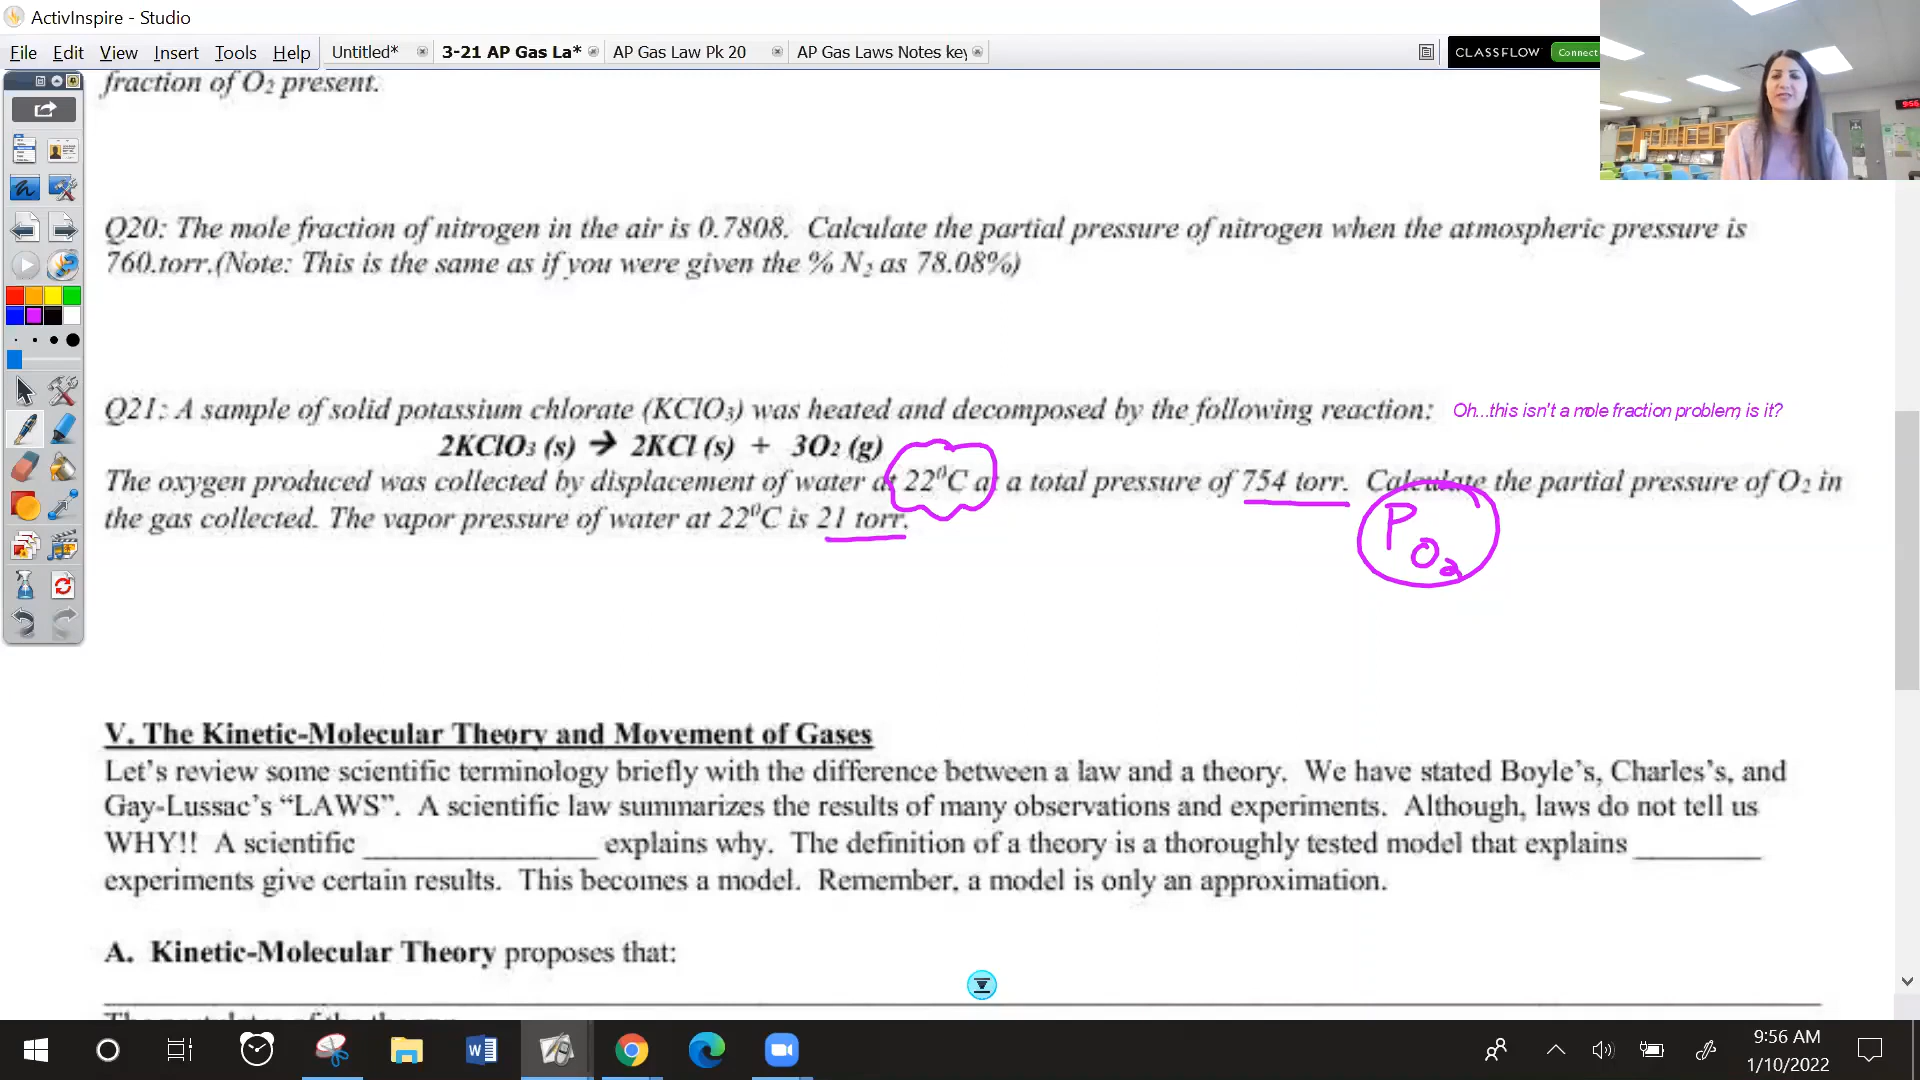 ActivInspire - Studio
File Edit View Insert Tools Help
Untitled* 3-21 AP Gas La* AP Gas Law Pk 20 AP Gas Laws Notes key
CLASSFLOW Connect
fraction of O₂ present.
Q20: The mole fraction of nitrogen in the air is 0.7808. Calculate the partial pressure of nitrogen when the atmospheric pressure is
760.torr.(Note: This is the same as if you were given the % N₂ as 78.08%)
Q21: A sample of solid potassium chlorate (KClO₃) was heated and decomposed by the following reaction: Oh...this isn't a mole fraction problem, is it?
2KClO₃ (s) → 2KCl (s) + 3O₂ (g)
The oxygen produced was collected by displacement of water at 22⁰C at a total pressure of 754 torr. Calculate the partial pressure of O₂ in
the gas collected. The vapor pressure of water at 22⁰C is 21 torr.
P O₂
V. The Kinetic-Molecular Theory and Movement of Gases
Let's review some scientific terminology briefly with the difference between a law and a theory. We have stated Boyle's, Charles's, and
Gay-Lussac's "LAWS". A scientific law summarizes the results of many observations and experiments. Although, laws do not tell us
WHY!! A scientific ________________ explains why. The definition of a theory is a thoroughly tested model that explains ________
experiments give certain results. This becomes a model. Remember, a model is only an approximation.
A. Kinetic-Molecular Theory proposes that:
9:56 AM
1/10/2022